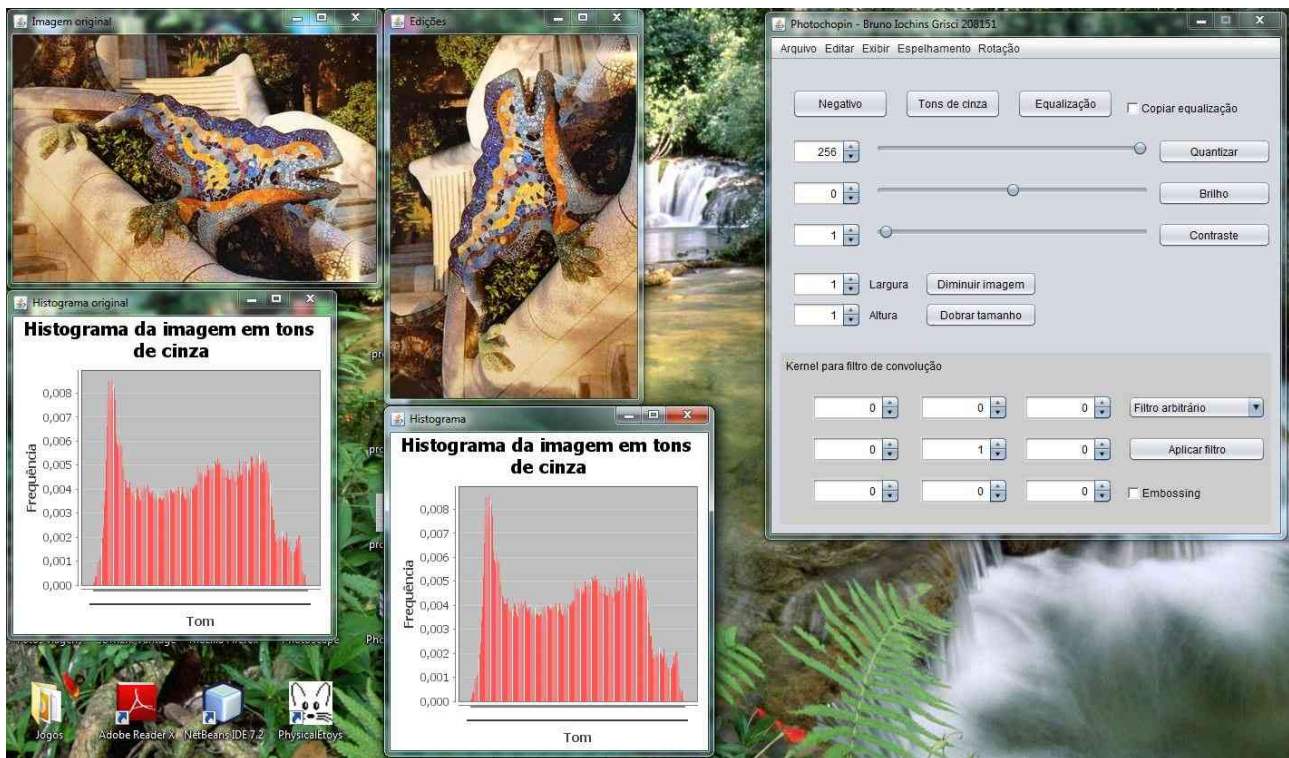 Imagem original
Edições
Photochopin - Bruno Iochins Grisci 208151
Arquivo Editar Exibir Espelhamento Rotação
Negativo Tons de cinza Equalização Copiar equalização
256 Quantizar
0 Brilho
1 Contraste
1 Largura Diminuir imagem
1 Altura Dobrar tamanho
Kernel para filtro de convolução
0 0 0 Filtro arbitrário
0 1 0 Aplicar filtro
0 0 0 Embossing
Histograma original
Histograma da imagem em tons
de cinza
Frequência
0,008
0,007
0,006
0,005
0,004
0,003
0,002
0,001
0,000
Tom
Histograma
Histograma da imagem em tons
de cinza
Frequência
0,008
0,007
0,006
0,005
0,004
0,003
0,002
0,001
0,000
Tom
Jogos
Adobe Reader X
NetBeans IDE 7.2
PhysicalEtoys